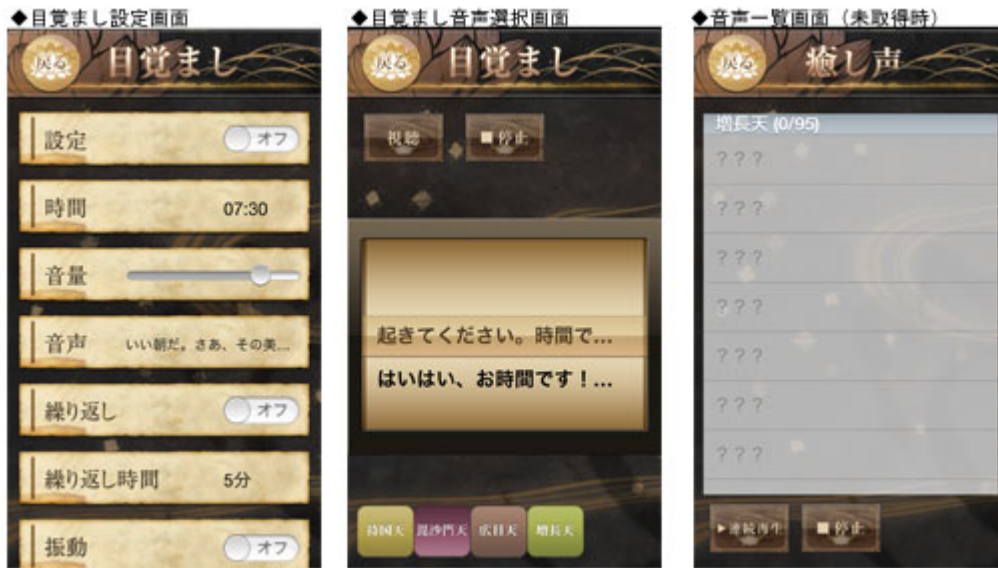 ◆目覚まし設定画面
戻る
目覚まし
設定
オフ
時間
07:30
音量
音声
いい朝だ。さあ、その美...
繰り返し
オフ
繰り返し時間
5分
振動
オフ
◆目覚まし音声選択画面
戻る
目覚まし
視聴
■停止
起きてください。時間で...
はいはい、お時間です!...
持国天
毘沙門天
広目天
増長天
◆音声一覧画面(未取得時)
戻る
癒し声
増長天 (0/95)
???
???
???
???
???
???
???
▶連続再生
■停止